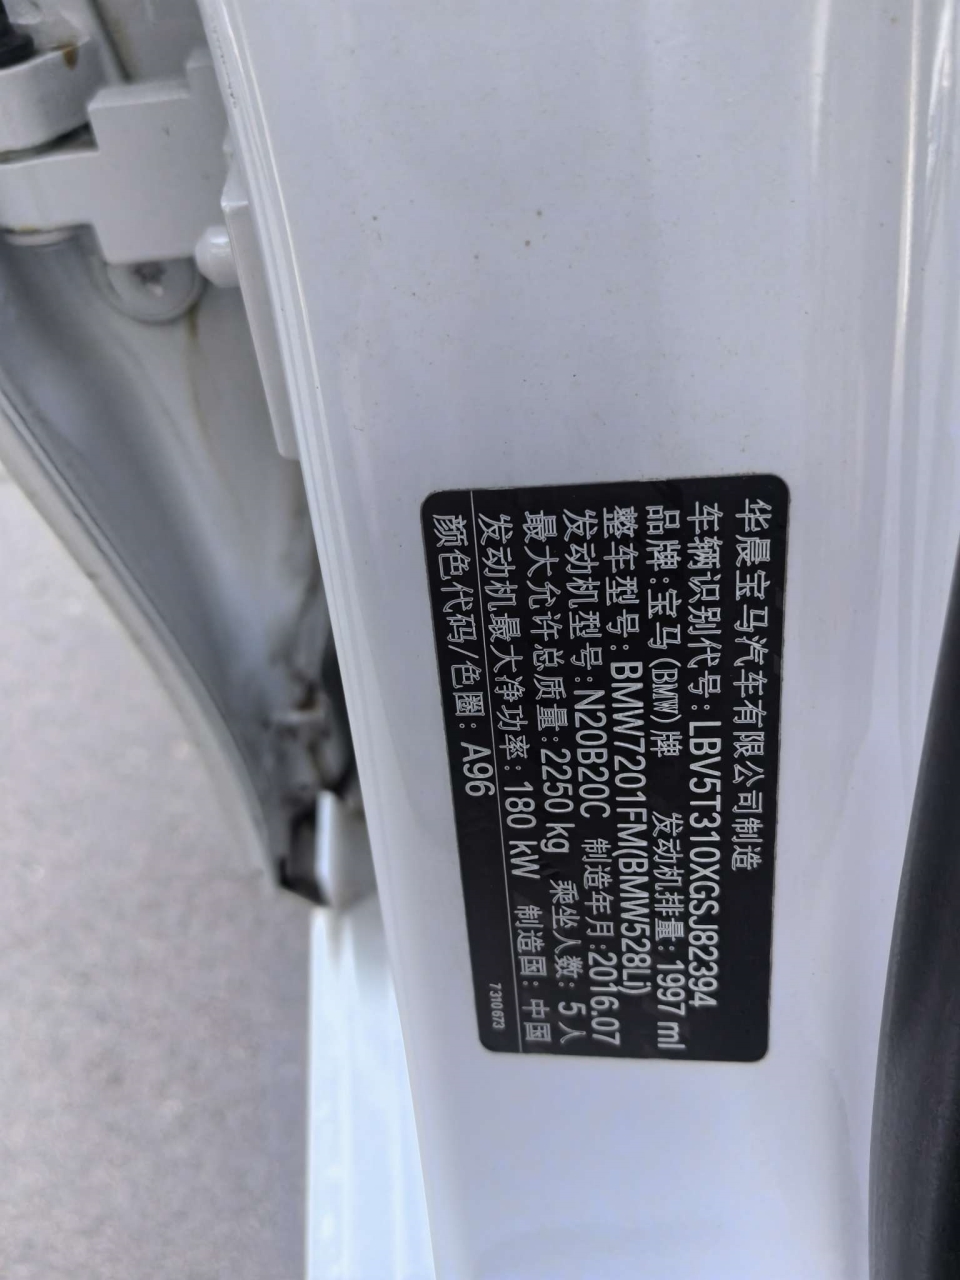 华晨宝马汽车有限公司制造
车辆识别代号:LBV5T310XGSJ82394
品牌:宝马(BMW)牌 发动机排量:1997 ml
整车型号:BMW7201FM(BMW528Li)
发动机型号:N20B20C 制造年月:2016.07
最大允许总质量:2250 kg 乘坐人数:5人
发动机最大净功率:180 kW 制造国:中国
颜色代码/色圈:A96 7 310 673